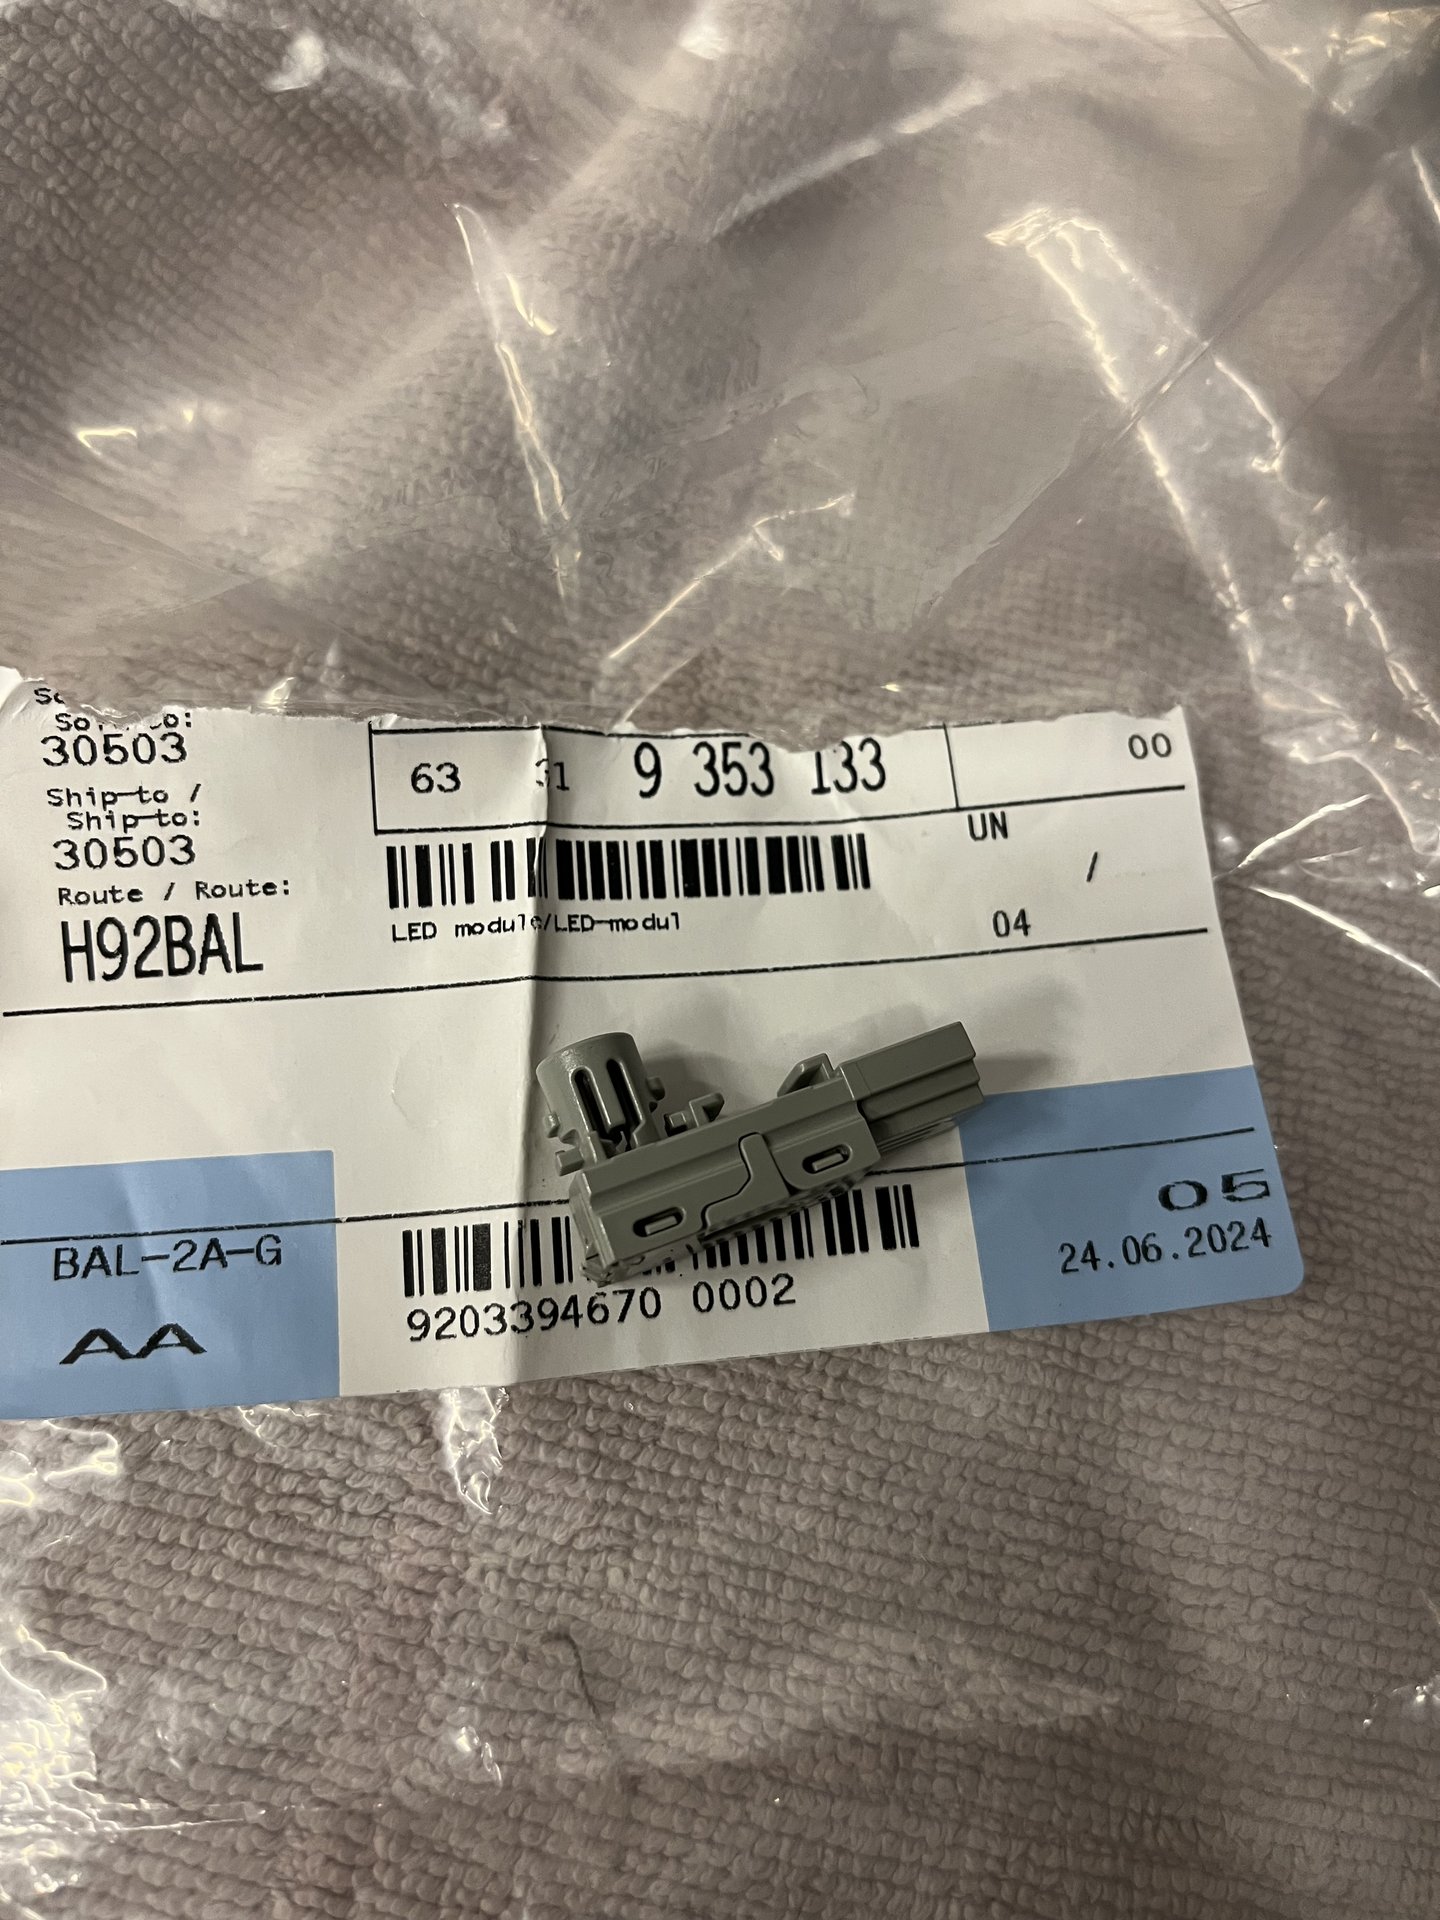 So
30503
Ship-to /
Ship-to:
30503
Route / Route:
H92BAL
63 31 9 353 133
00
LED module/LED-modul
UN
/
04
BAL-2A-G
AA
9203394670 0002
05
24.06.2024